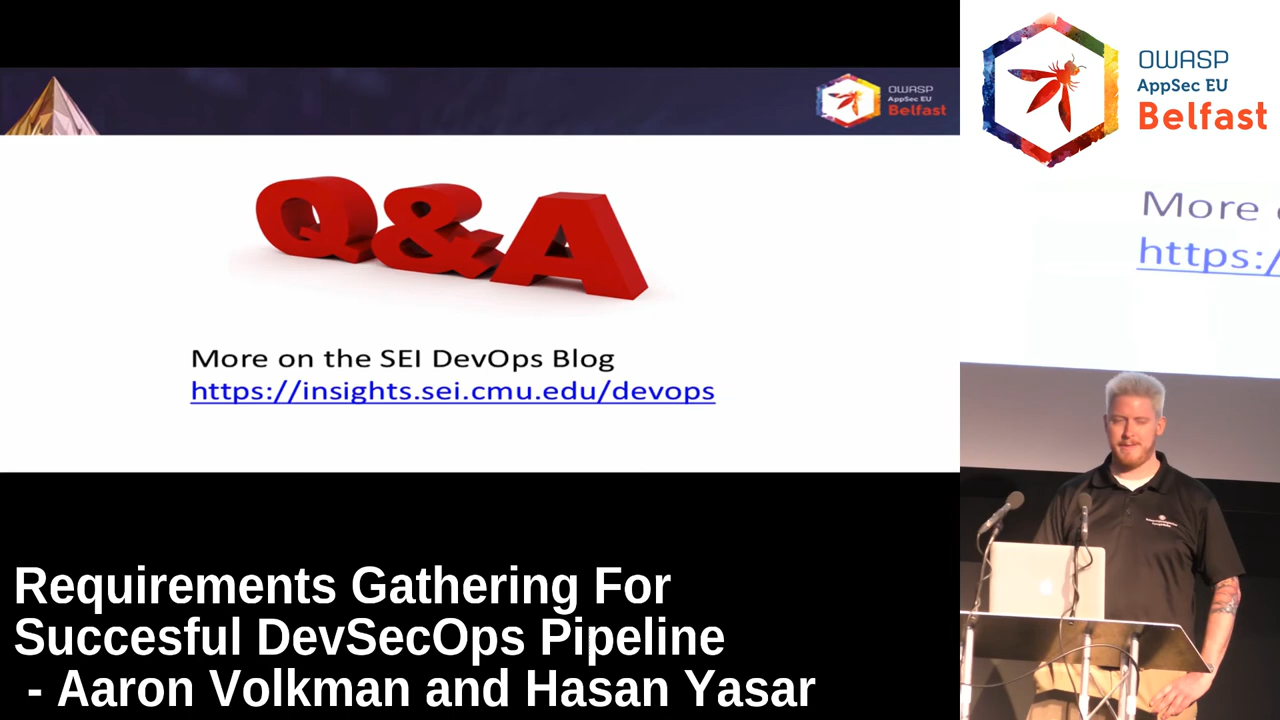 OWASP
AppSec EU
Belfast
Q&A
More on the SEI DevOps Blog
https://insights.sei.cmu.edu/devops
OWASP
AppSec EU
Belfast
More
https:/
Requirements Gathering For
Succesful DevSecOps Pipeline
- Aaron Volkman and Hasan Yasar